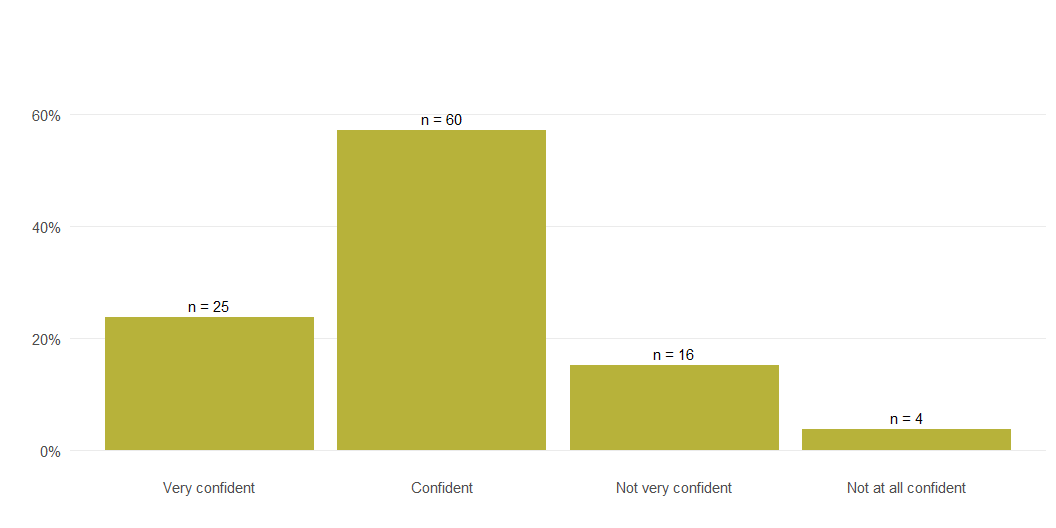 60%
n = 60
40%
n = 25
20%
n = 16
n = 4
0%
Very confident Confident Not very confident Not at all confident